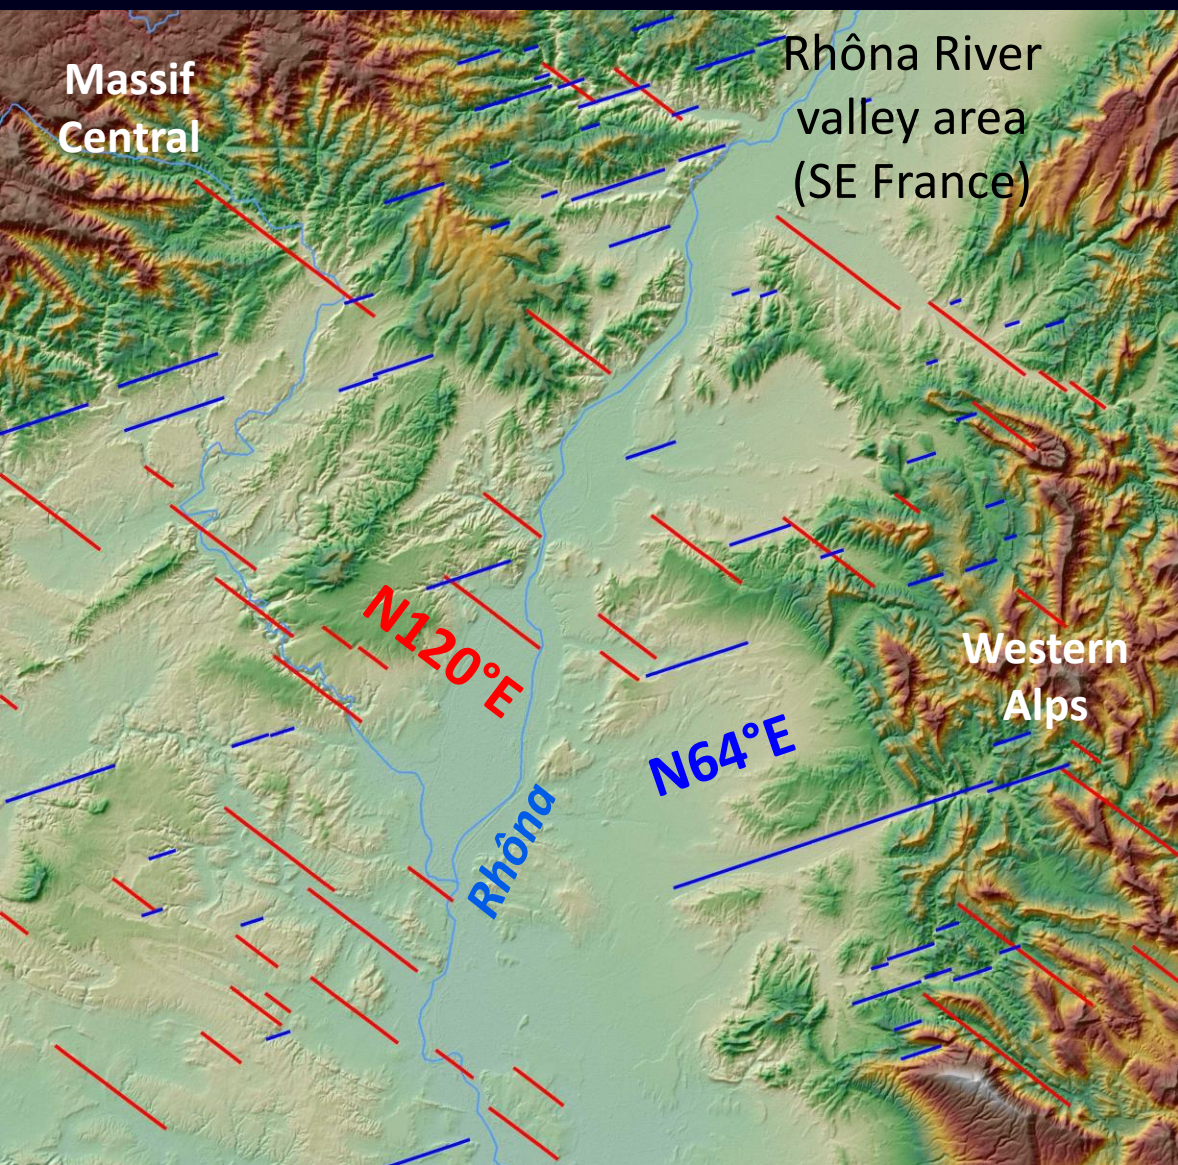 Massif
Central
Rhôna River
valley area
(SE France)
N120°E
Western
Alps
N64°E
Rhôna